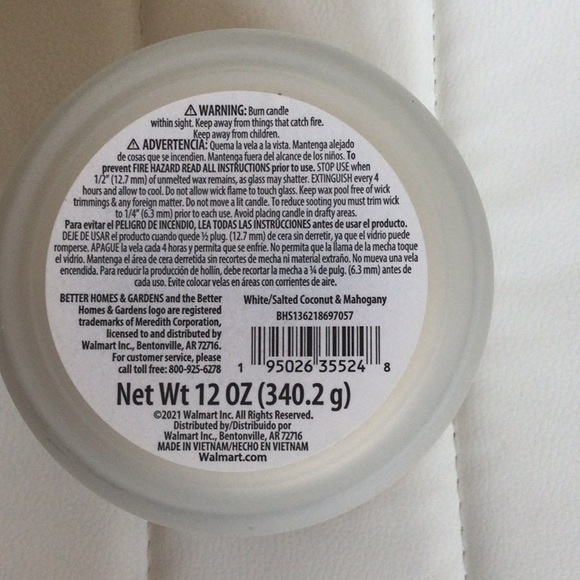 ⚠ WARNING: Burn candle
within sight. Keep away from things that catch fire.
Keep away from children.
⚠ ADVERTENCIA: Quema la vela a la vista. Mantenga alejado
de cosas que se incendien. Mantenga fuera del alcance de los niños. To
prevent FIRE HAZARD READ ALL INSTRUCTIONS prior to use. STOP USE when
1/2" (12.7 mm) of unmelted wax remains, as glass may shatter. EXTINGUISH every 4
hours and allow to cool. Do not allow wick flame to touch glass. Keep wax pool free of wick
trimmings & any foreign matter. Do not move a lit candle. To reduce sooting you must trim wick
to 1/4" (6.3 mm) prior to each use. Avoid placing candle in drafty areas.
Para evitar el PELIGRO DE INCENDIO, LEA TODAS LAS INSTRUCCIONES antes de usar el producto.
DEJE DE USAR el producto cuando quede ½ plug. (12.7 mm) de cera sin derretir, ya que el vidrio puede
romperse. APAGUE la vela cada 4 horas y permita que se enfríe. No permita que la llama de la mecha toque
el vidrio. Mantenga el área de cera derretida sin recortes de mecha ni material extraño. No mueva una vela
encendida. Para reducir la producción de hollín, debe recortar la mecha a ¼ de pulg. (6.3 mm) antes de
cada uso. Evite colocar velas en áreas con corrientes de aire.
BETTER HOMES & GARDENS and the Better
Homes & Gardens logo are registered
trademarks of Meredith Corporation,
licensed to and distributed by
Walmart Inc., Bentonville, AR 72716.
For customer service, please
call toll free: 800-925-6278
White/Salted Coconut & Mahogany
BHS136218697057
1 95026 35524 8
Net Wt 12 OZ (340.2 g)
©2021 Walmart Inc. All Rights Reserved.
Distributed by/Distribuido por
Walmart Inc., Bentonville, AR 72716
MADE IN VIETNAM/HECHO EN VIETNAM
Walmart.com